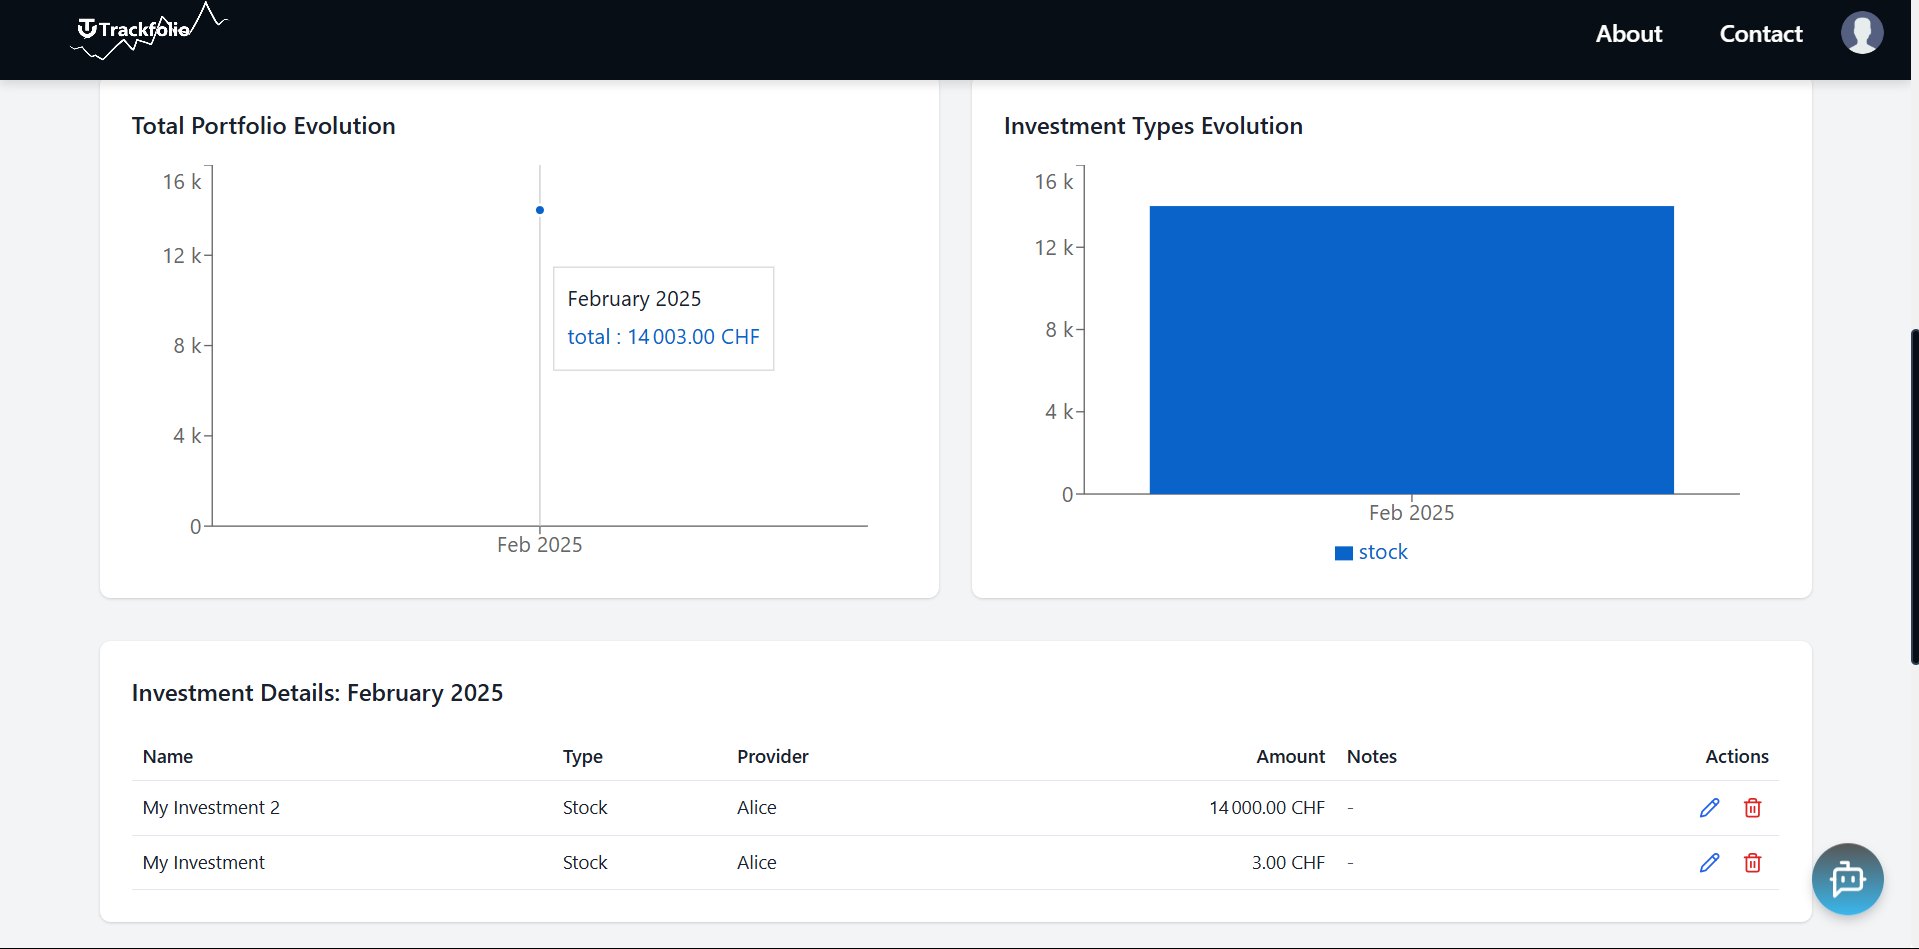 Trackfolio
About
Contact
Total Portfolio Evolution
16 k
12 k
8 k
4 k
0
Feb 2025
February 2025
total : 14 003.00 CHF
Investment Types Evolution
16 k
12 k
8 k
4 k
0
Feb 2025
stock
Investment Details: February 2025
Name Type Provider Amount Notes Actions
My Investment 2 Stock Alice 14 000.00 CHF -
My Investment Stock Alice 3.00 CHF -